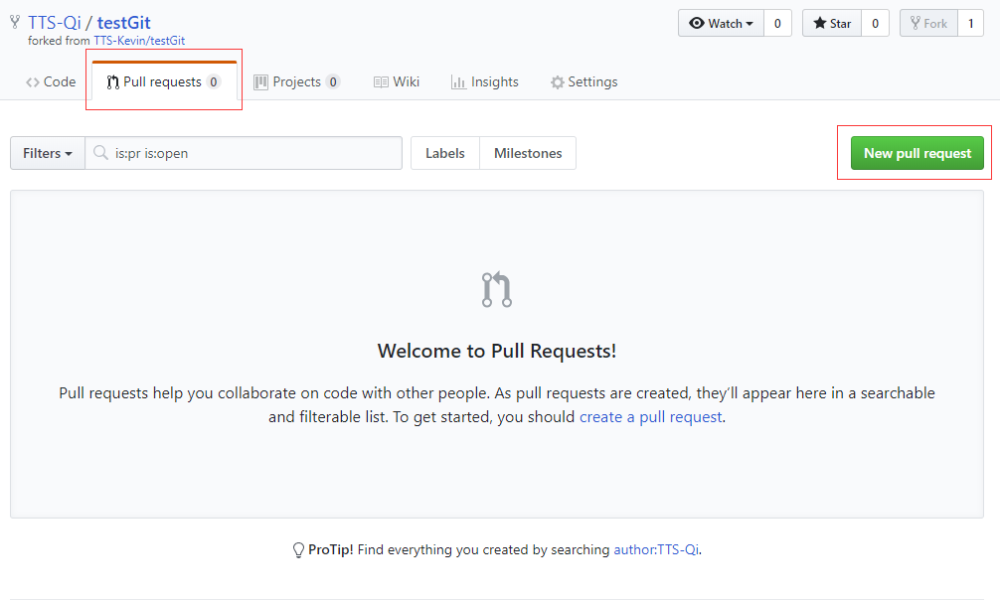 TTS-Qi / testGit
Watch 0
Star 0
Fork 1
forked from TTS-Kevin/testGit
Code
Pull requests 0
Projects 0
Wiki
Insights
Settings
Filters
is:pr is:open
Labels
Milestones
New pull request
Welcome to Pull Requests!
Pull requests help you collaborate on code with other people. As pull requests are created, they’ll appear here in a searchable
and filterable list. To get started, you should create a pull request.
ProTip! Find everything you created by searching author:TTS-Qi.